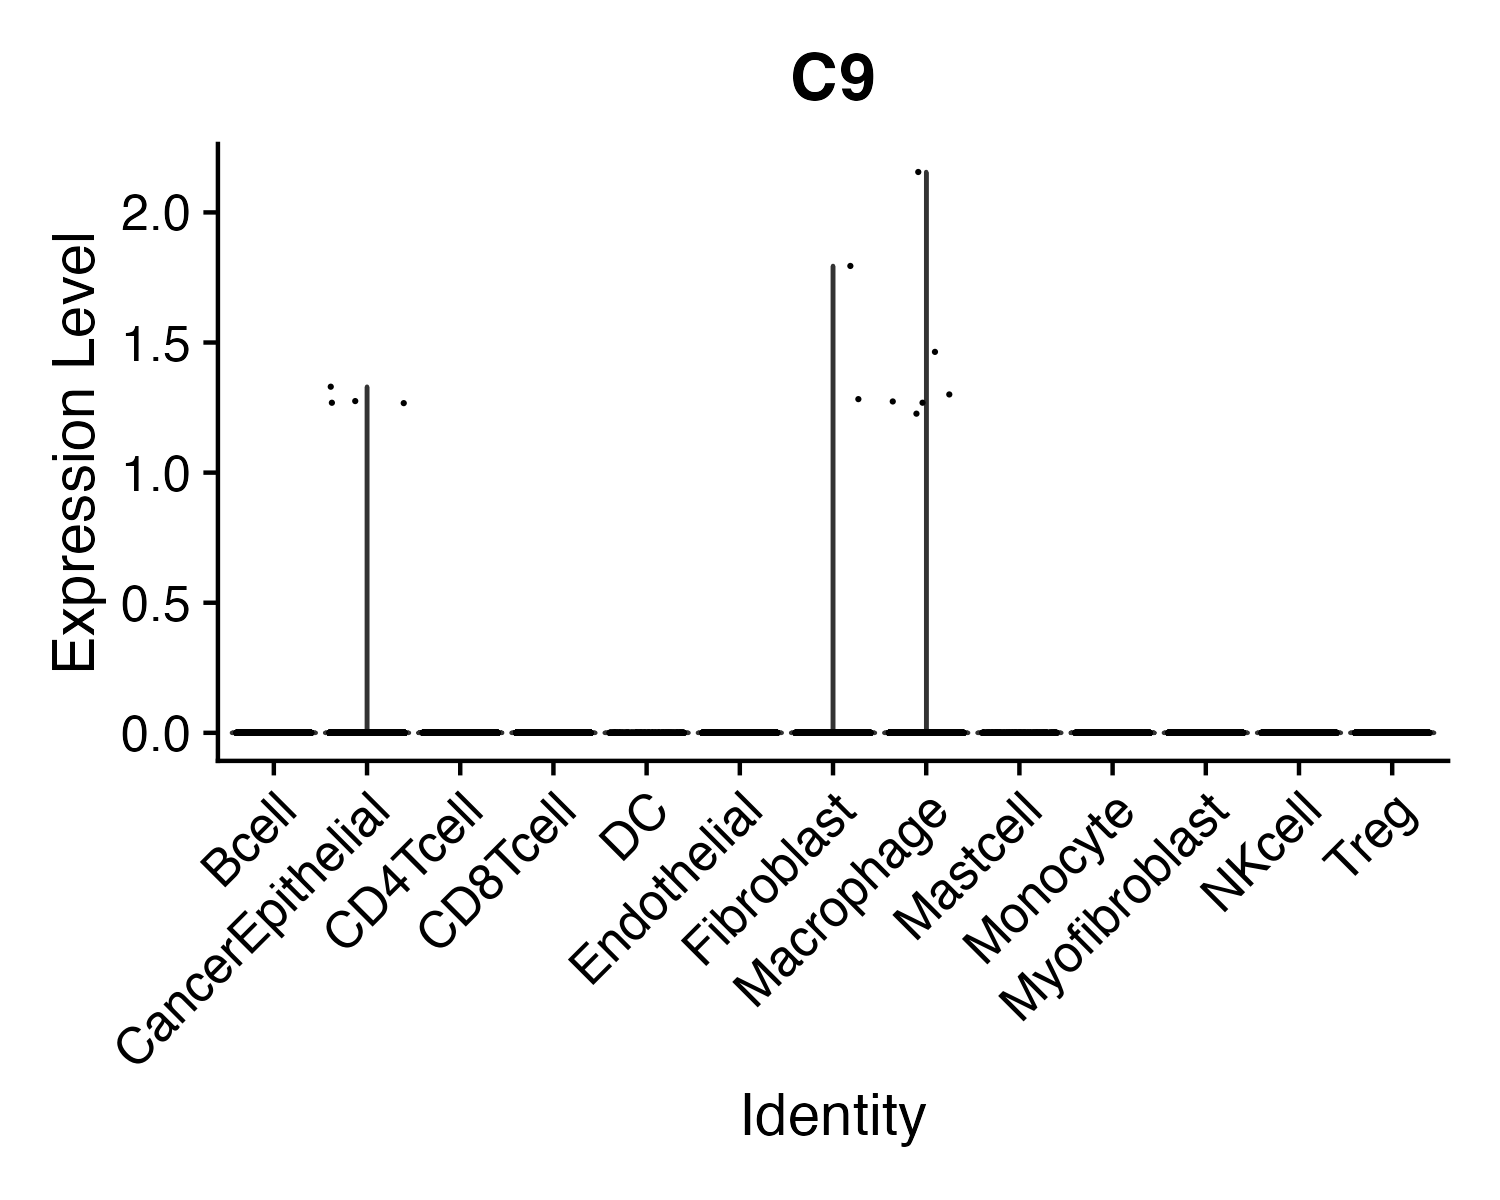 C9
Expression Level
2.0
1.5
1.0
0.5
0.0
Bcell
CancerEpithelial
CD4Tcell
CD8Tcell
DC
Endothelial
Fibroblast
Macrophage
Mastcell
Monocyte
Myofibroblast
NKcell
Treg
Identity